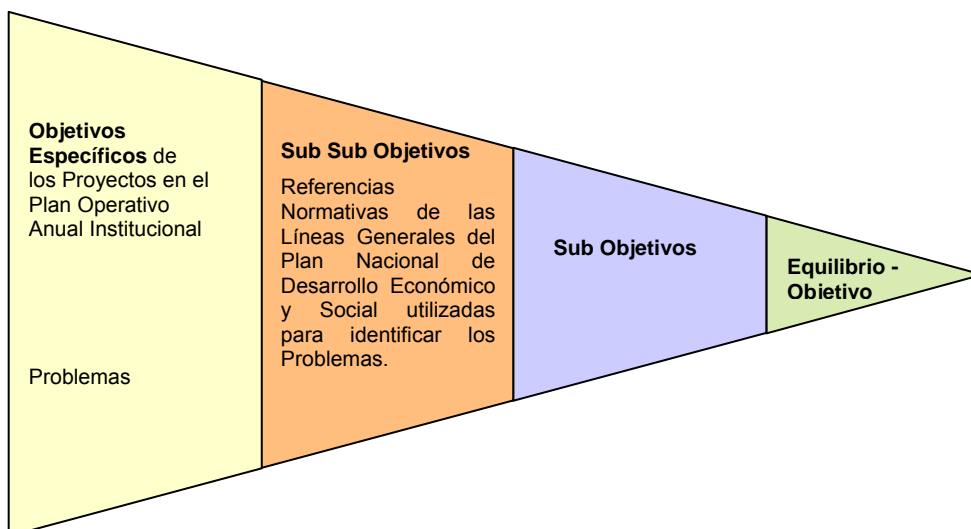 Objetivos
Específicos de
los Proyectos en el
Plan Operativo
Anual Institucional
Problemas
Sub Sub Objetivos
Referencias
Normativas de las
Líneas Generales del
Plan Nacional de
Desarrollo Económico
y Social utilizadas
para identificar los
Problemas.
Sub Objetivos
Equilibrio -
Objetivo